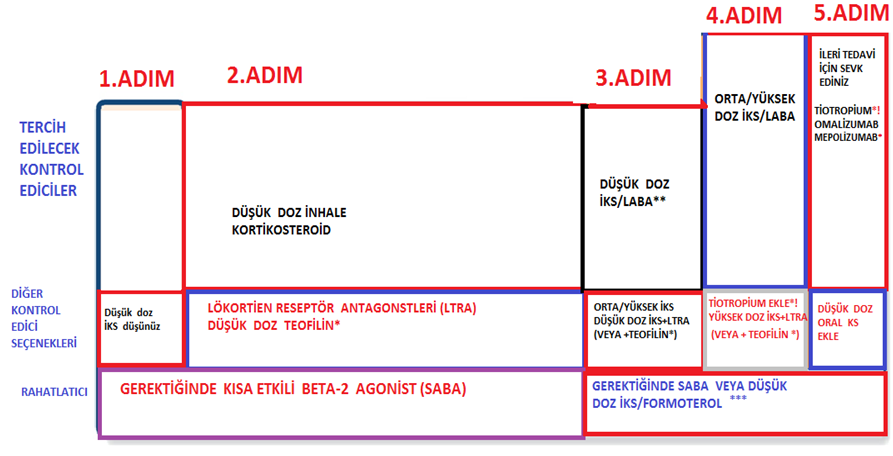 1.ADIM
2.ADIM
3.ADIM
4.ADIM
5.ADIM
TERCİH
EDİLECEK
KONTROL
EDİCİLER
DÜŞÜK DOZ İNHALE
KORTİKOSTEROİD
DÜŞÜK DOZ
İKS/LABA**
ORTA/YÜKSEK
DOZ İKS/LABA
İLERİ TEDAVİ
İÇİN SEVK
EDİNİZ
TİOTROPİUM*!
OMALİZUMAB
MEPOLİZUMAB*
DİĞER
KONTROL
EDİCİ
SEÇENEKLERİ
Düşük doz
İKS düşünüz
LÖKORTİEN RESEPTÖR ANTAGONSTLERİ (LTRA)
DÜŞÜK DOZ TEOFİLİN*
ORTA/YÜKSEK İKS
DÜŞÜK DOZ İKS+LTRA
(VEYA +TEOFİLİN*)
TİOTROPİUM EKLE*!
YÜKSEK DOZ İKS+LTRA
(VEYA + TEOFİLİN *)
DÜŞÜK DOZ
ORAL KS
EKLE
RAHATLATICI
GEREKTİĞİNDE KISA ETKİLİ BETA-2 AGONİST (SABA)
GEREKTİĞİNDE SABA VEYA DÜŞÜK
DOZ İKS/FORMOTEROL ***